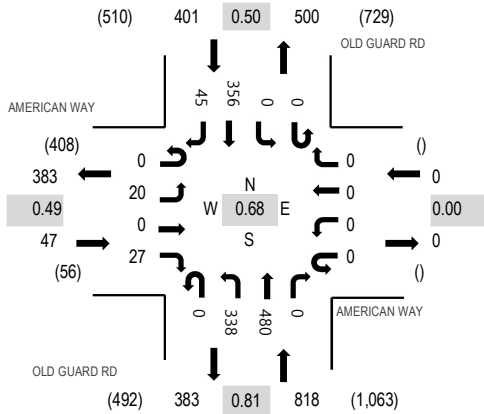 (510) 401 0.50 500 (729)
OLD GUARD RD
45 356 0 0
AMERICAN WAY
(408) ()
0 0
383 0
20 N 0
0.49 W 0.68 E 0.00
0 0
47 S 0
27 0
(56) ()
0 338 480 0
AMERICAN WAY
OLD GUARD RD
(492) 383 0.81 818 (1,063)